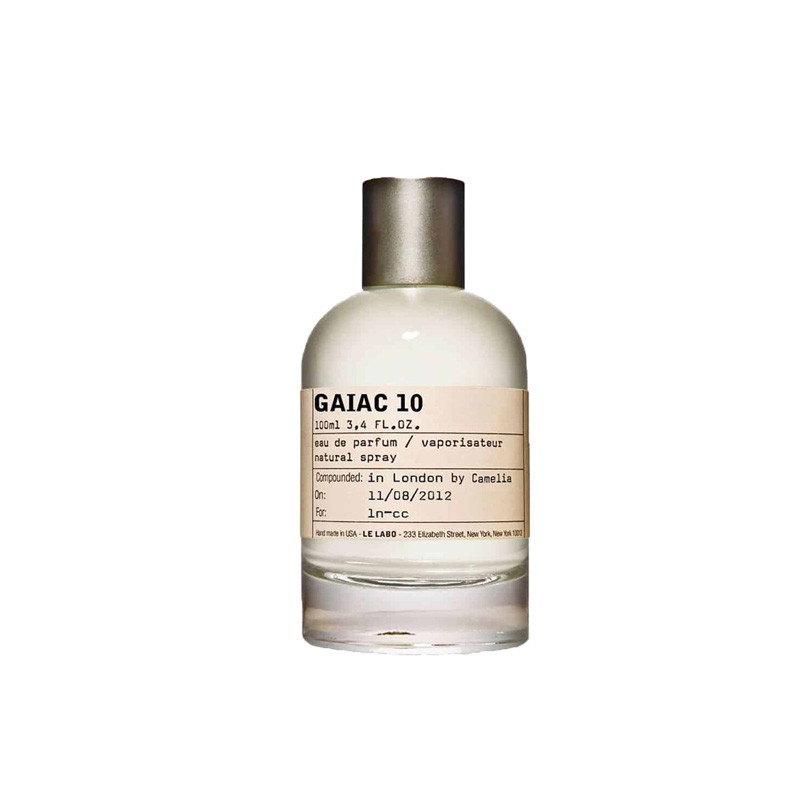 GAIAC 10
100ml 3,4 FL.OZ.
eau de parfum / vaporisateur
natural spray
Compounded: in London by Camelia
On: 11/08/2012
For: ln-cc
Hand made in USA - LE LABO - 233 Elizabeth Street, New York, New York 10012